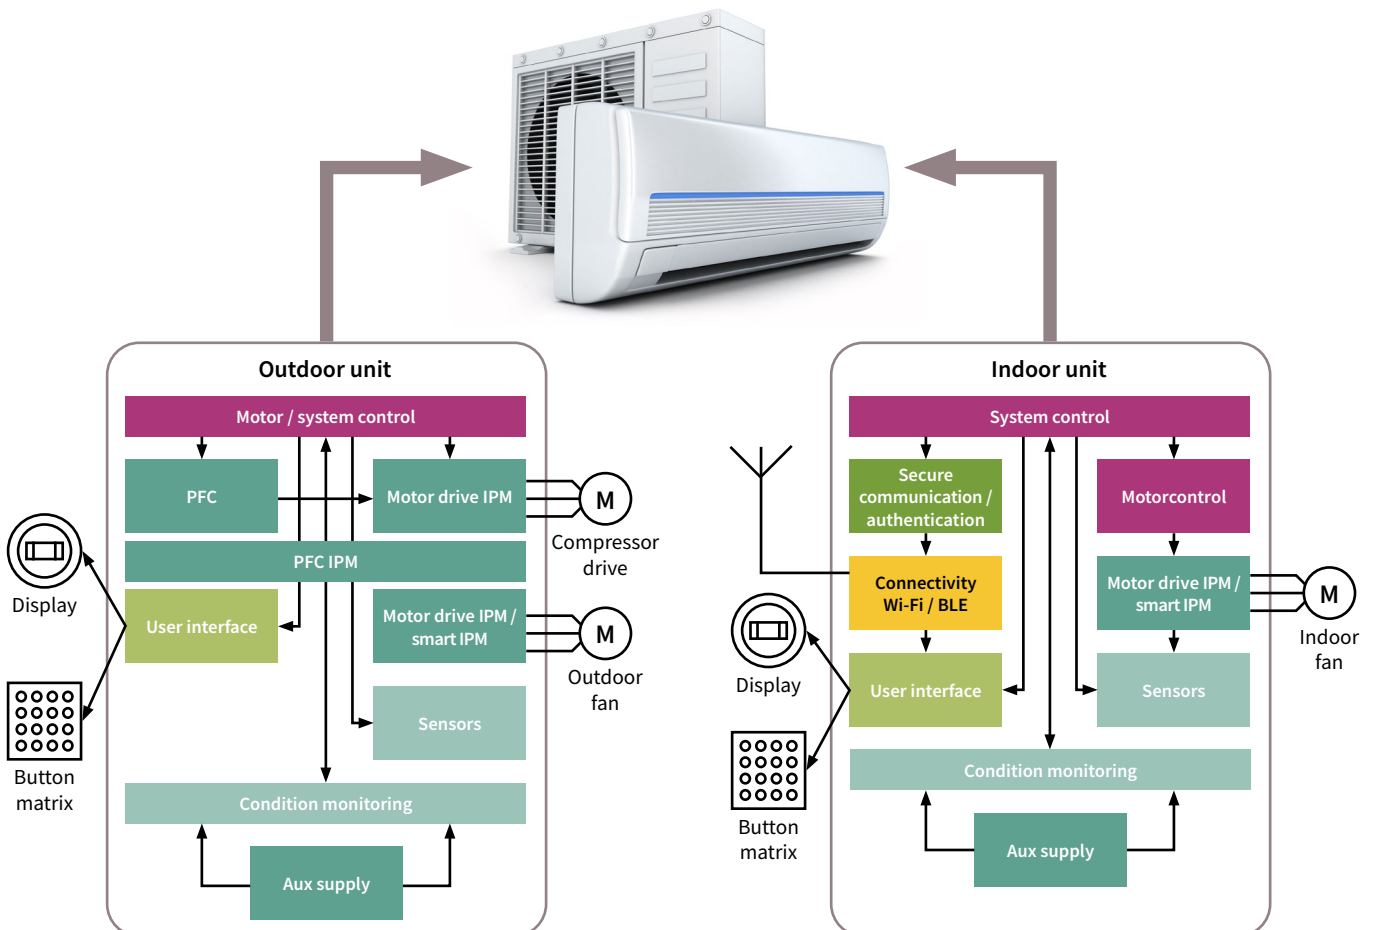 Outdoor unit
Motor / system control
PFC
Motor drive IPM
M
Compressor
drive
PFC IPM
Display
User interface
Motor drive IPM /
smart IPM
M
Outdoor
fan
Button
matrix
Sensors
Condition monitoring
Aux supply
Indoor unit
System control
Secure
communication /
authentication
Motorcontrol
Connectivity
Wi-Fi / BLE
Motor drive IPM /
smart IPM
M
Indoor
fan
Display
User interface
Sensors
Button
matrix
Condition monitoring
Aux supply